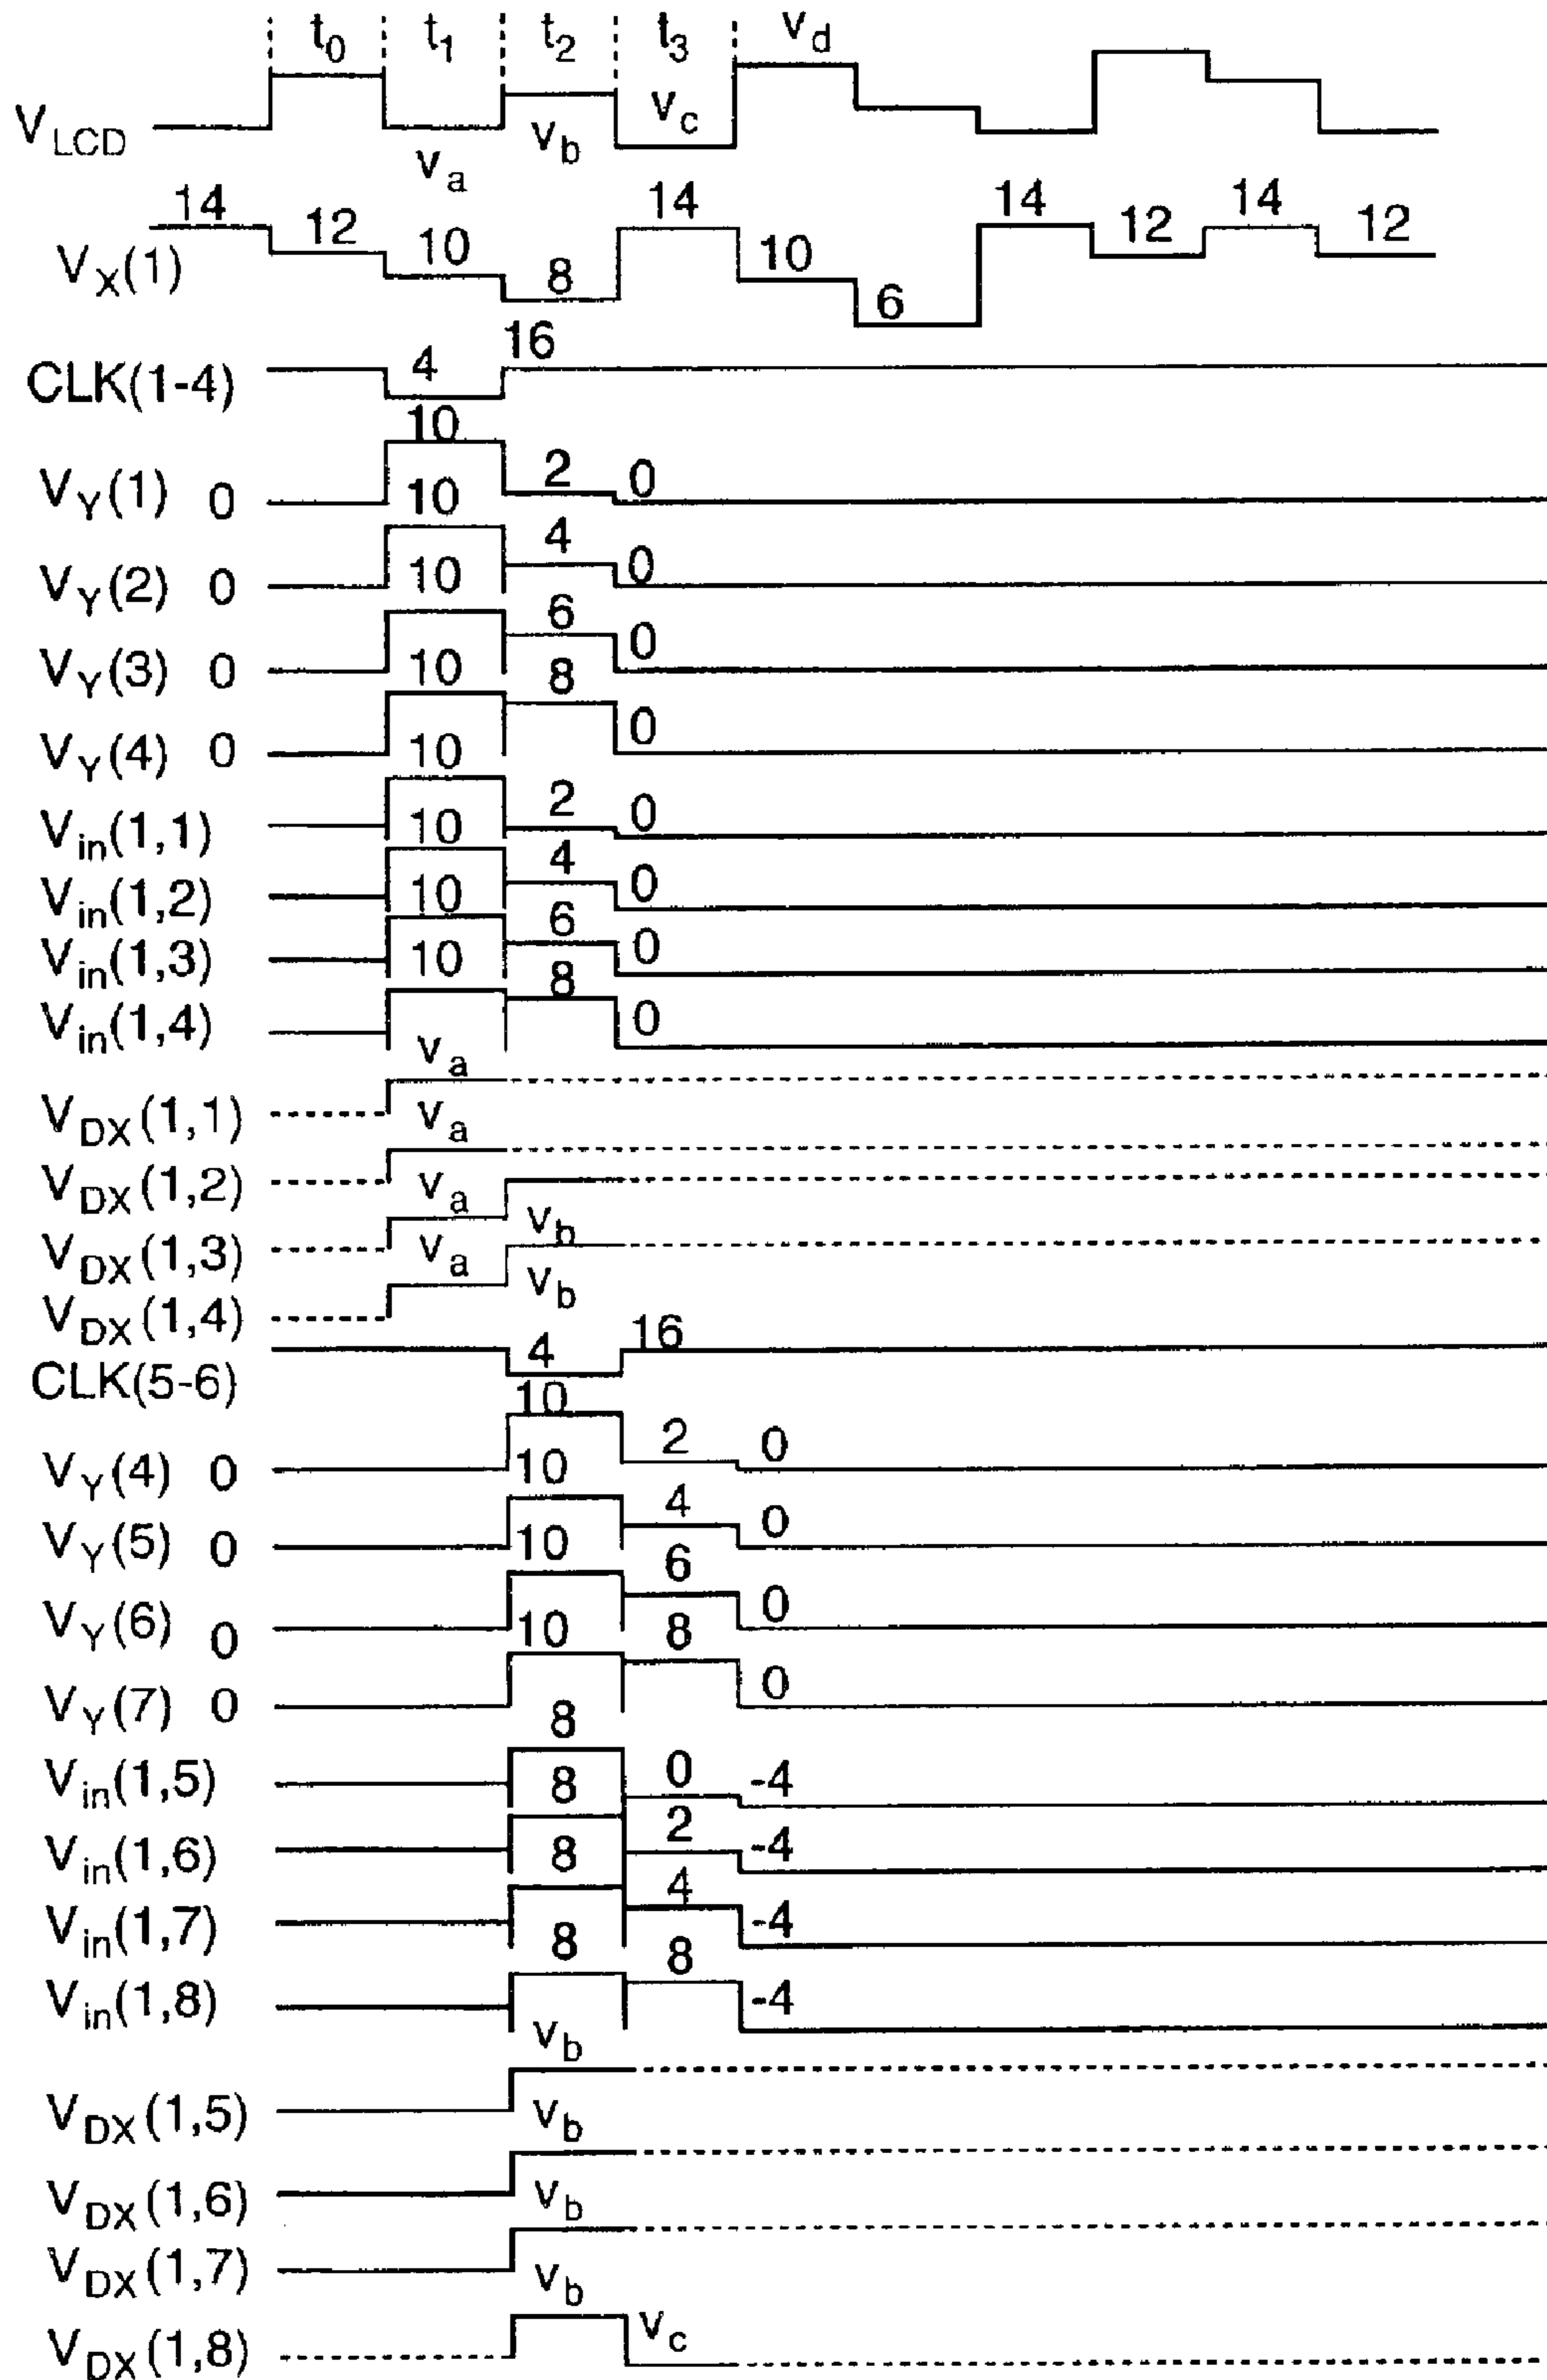 t0 t1 t2 t3 vd
VLCD va vb vc
VX(1) 14 12 10 8 14 10 6 14 12 14 12
CLK(1-4) 4 16
VY(1) 0 10 2 0
VY(2) 0 10 4 0
VY(3) 0 10 6 0
VY(4) 0 10 8 0
Vin(1,1) 10 2 0
Vin(1,2) 10 4 0
Vin(1,3) 10 6 0
Vin(1,4) 10 8 0
VDX(1,1) va
VDX(1,2) va
VDX(1,3) va vb
VDX(1,4) va vb
CLK(5-6) 4 16
VY(4) 0 10 2 0
VY(5) 0 10 4 0
VY(6) 0 10 6 0
VY(7) 0 10 8 0
Vin(1,5) 8 0 -4
Vin(1,6) 8 2 -4
Vin(1,7) 8 4 -4
Vin(1,8) 8 8 -4
VDX(1,5) vb
VDX(1,6) vb
VDX(1,7) vb
VDX(1,8) vb vc